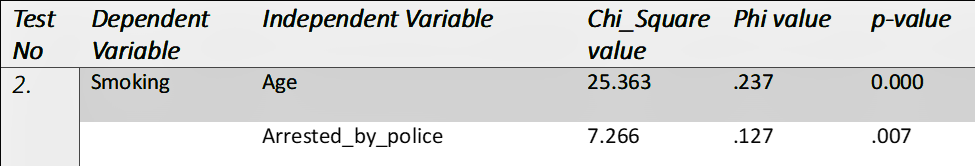 Test Dependent Independent Variable Chi_Square Phi value p-value
No Variable value
2. Smoking Age 25.363 .237 0.000
Arrested_by_police 7.266 .127 .007